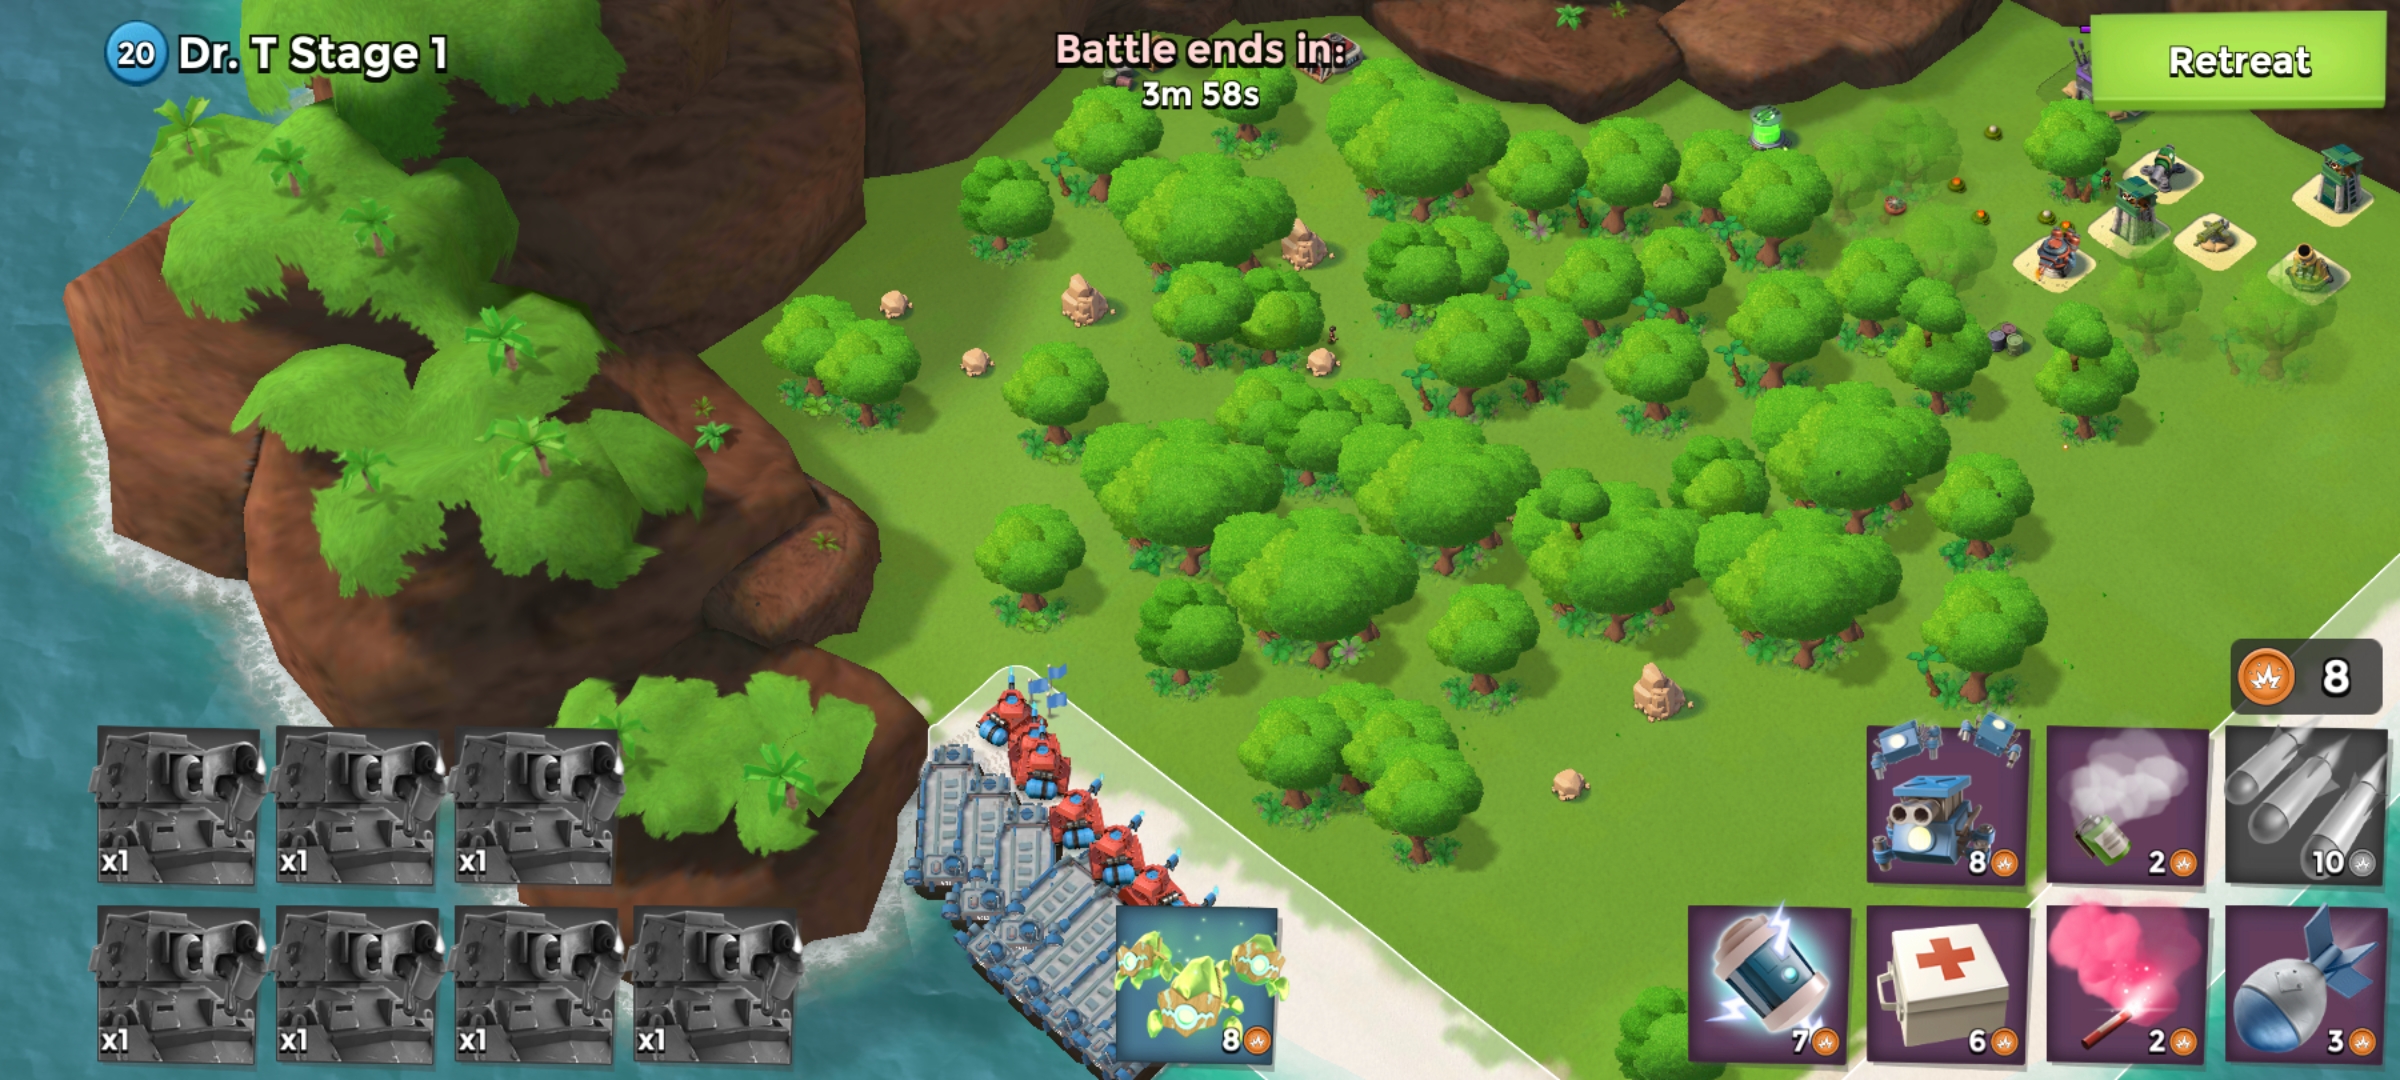 20 Dr. T Stage 1
Battle ends in:
3m 58s
Retreat
8
x1 x1 x1
8 2 10
x1 x1 x1 x1
8 7 6 2 3